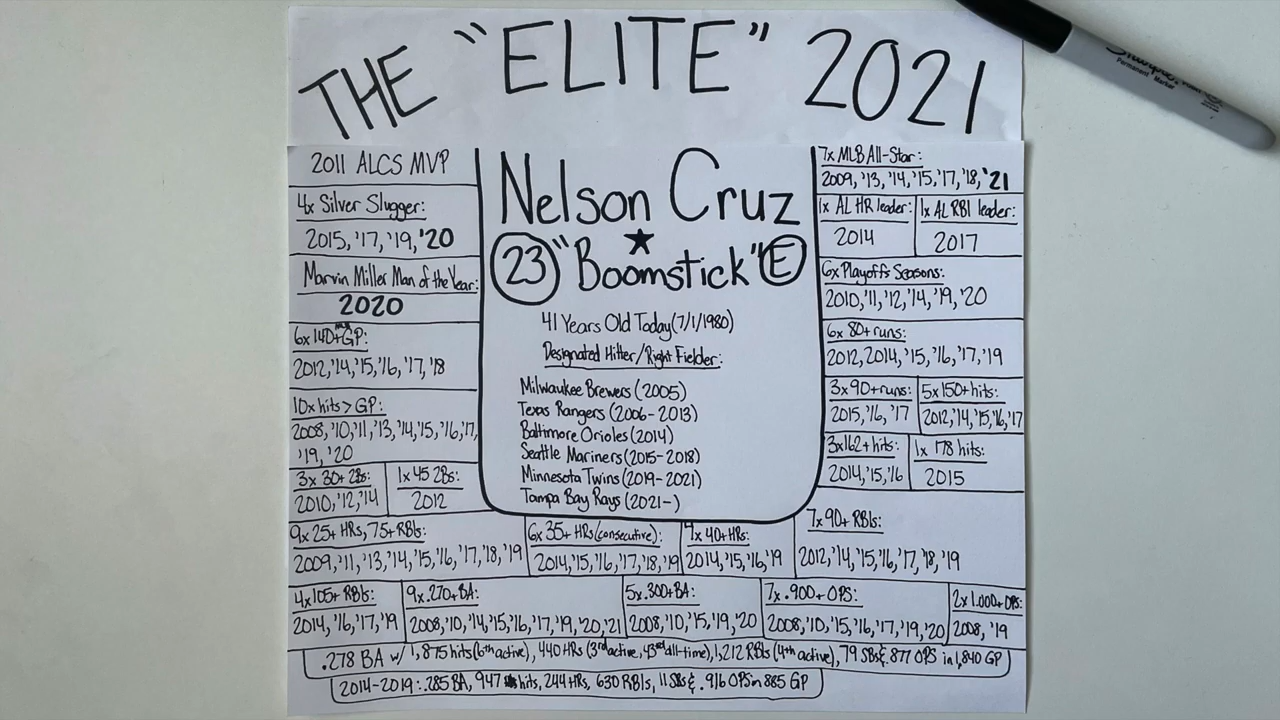 THE "ELITE" 2021
Sharpie
Permanent Marker
2011 ALCS MVP
4x Silver Slugger:
2015, '17, '19, '20
Marvin Miller Man of the Year:
2020
6x 140+ GP:
2012, '14, '15, '16, '17, '18
10x hits > GP:
2008, '10, '11, '13, '14, '15, '16, '17,
'19, '20
3x 30+ 2Bs:
2010, '12, '14
1x 45 2Bs:
2012
Nelson Cruz
23 "Boomstick" E
41 Years Old Today (7/1/1980)
Designated Hitter/Right Fielder:
Milwaukee Brewers (2005)
Texas Rangers (2006-2013)
Baltimore Orioles (2014)
Seattle Mariners (2015-2018)
Minnesota Twins (2019-2021)
Tampa Bay Rays (2021-)
7x MLB All-Star:
2009, '13, '14, '15, '17, '18, '21
1x AL HR leader:
2014
1x AL RBI leader:
2017
6x Playoffs Seasons:
2010, '11, '12, '14, '19, '20
6x 80+ runs:
2012, 2014, '15, '16, '17, '19
3x 90+ runs:
2015, '16, '17
5x 150+ hits:
2012, '14, '15, '16, '17
3x 162+ hits:
2014, '15, '16
1x 178 hits:
2015
9x 25+ HRs, 75+ RBIs:
2009, '11, '13, '14, '15, '16, '17, '18, '19
6x 35+ HRs (consecutive):
2014, '15, '16, '17, '18, '19
4x 40+ HRs:
2014, '15, '16, '19
7x 90+ RBIs:
2012, '14, '15, '16, '17, '18, '19
4x 105+ RBIs:
2014, '16, '17, '19
9x .270+ BA:
2008, '10, '14, '15, '16, '17, '19, '20, '21
5x .300+ BA:
2008, '10, '15, '19, '20
7x .900+ OPS:
2008, '10, '15, '16, '17, '19, '20
2x 1.000+ OPS:
2008, '19
.278 BA w/ 1,875 hits (6th active), 440 HRs (3rd active, 43rd all-time), 1,212 RBIs (4th active), 79 SBs & .877 OPS in 1,840 GP
2014-2019: .285 BA, 947 hits, 244 HRs, 630 RBIs, 11 SBs & .916 OPS in 885 GP